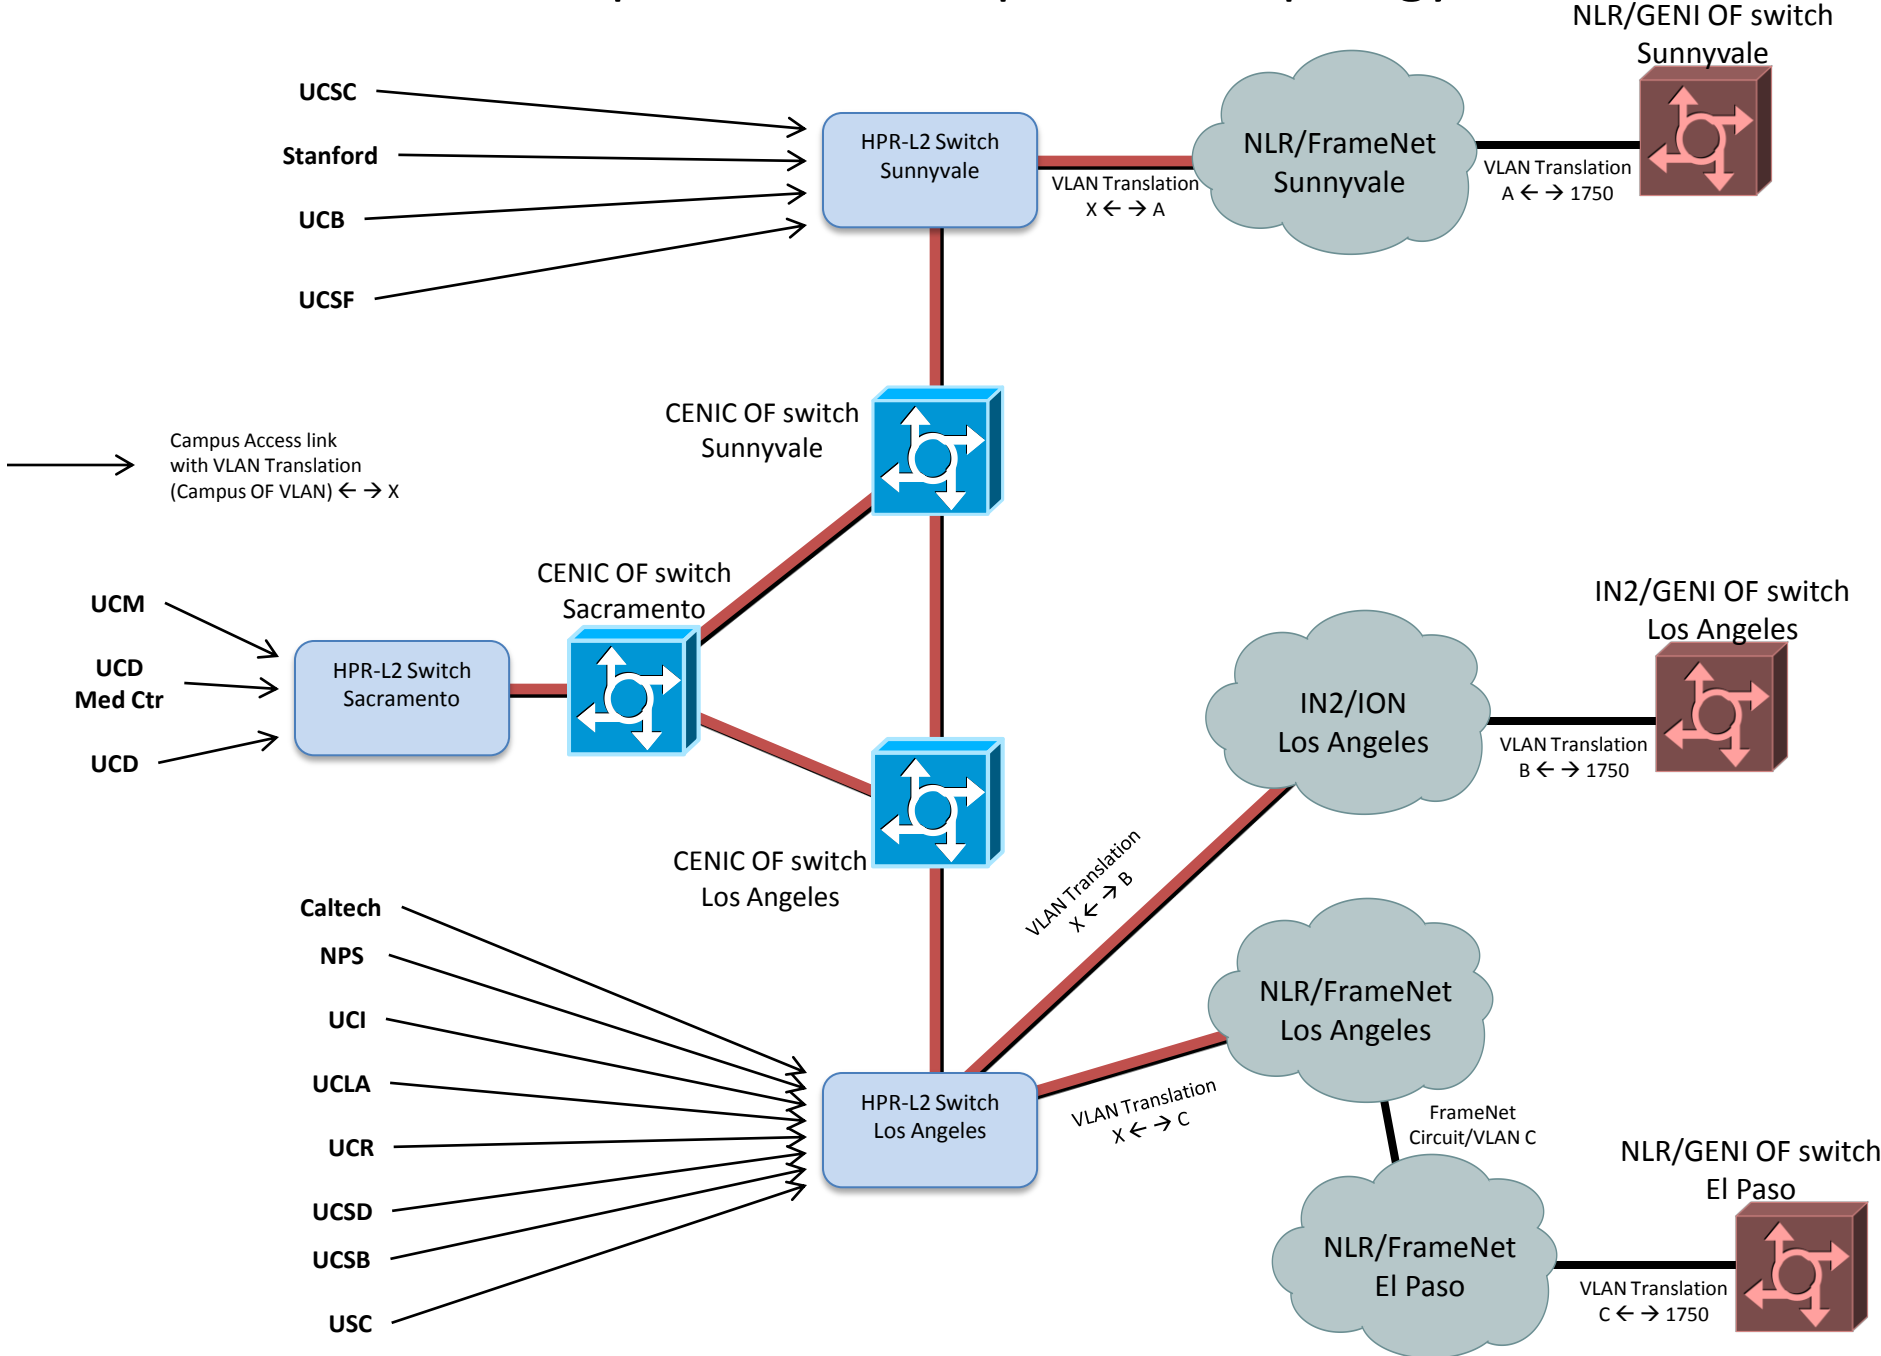 NLR/GENI OF switch
Sunnyvale
UCSC
Stanford
UCB
UCSF
HPR-L2 Switch
Sunnyvale
VLAN Translation
X ← → A
NLR/FrameNet
Sunnyvale
VLAN Translation
A ← → 1750
CENIC OF switch
Sunnyvale
Campus Access link
with VLAN Translation
(Campus OF VLAN) ← → X
CENIC OF switch
Sacramento
UCM
UCD
Med Ctr
UCD
HPR-L2 Switch
Sacramento
IN2/GENI OF switch
Los Angeles
IN2/ION
Los Angeles
VLAN Translation
B ← → 1750
CENIC OF switch
Los Angeles
VLAN Translation
X ← → B
Caltech
NPS
UCI
UCLA
UCR
UCSD
UCSB
USC
HPR-L2 Switch
Los Angeles
VLAN Translation
X ← → C
NLR/FrameNet
Los Angeles
FrameNet
Circuit/VLAN C
NLR/GENI OF switch
El Paso
NLR/FrameNet
El Paso
VLAN Translation
C ← → 1750